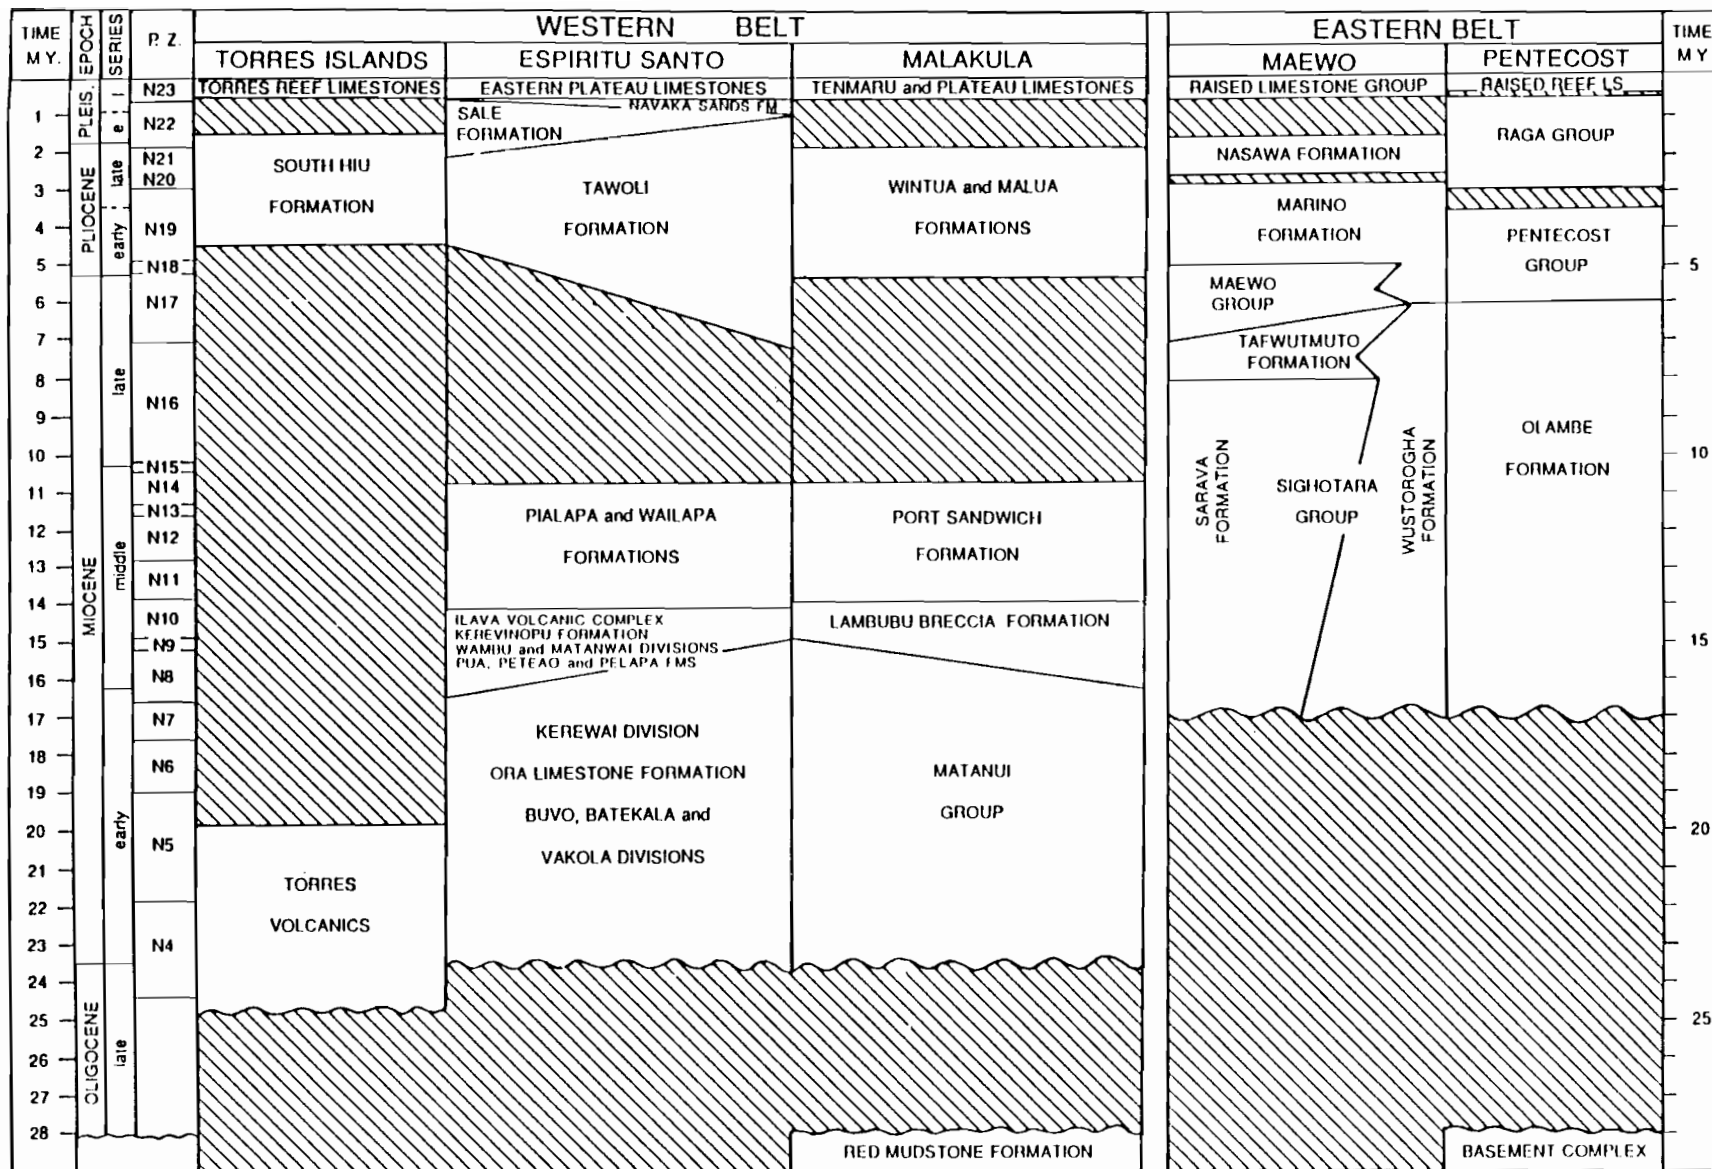 TIME
M Y.
EPOCH
SERIES
P. Z.
WESTERN BELT
EASTERN BELT
TIME
M Y
TORRES ISLANDS
ESPIRITU SANTO
MALAKULA
MAEWO
PENTECOST
PLEIS.
l
N23
TORRES REEF LIMESTONES
EASTERN PLATEAU LIMESTONES
TENMARU and PLATEAU LIMESTONES
RAISED LIMESTONE GROUP
RAISED REEF LS
NAVAKA SANDS FM
1
e
N22
SALE
FORMATION
RAGA GROUP
2
PLIOCENE
late
N21
N20
SOUTH HIU
FORMATION
TAWOLI
FORMATION
WINTUA and MALUA
FORMATIONS
NASAWA FORMATION
3
MARINO
FORMATION
4
early
N19
PENTECOST
GROUP
5
N18
5
6
MIOCENE
late
N17
MAEWO
GROUP
7
TAFWUTMUTO
FORMATION
8
N16
9
SARAVA
FORMATION
SIGHOTARA
GROUP
WUSTOROGHA
FORMATION
OLAMBE
FORMATION
10
N15
10
11
middle
N14
N13
PIALAPA and WAILAPA
FORMATIONS
PORT SANDWICH
FORMATION
12
N12
13
N11
14
N10
ILAVA VOLCANIC COMPLEX
KEREVINOPU FORMATION
WAMBU and MATANWAI DIVISIONS
PUA, PETEAO and PELAPA FMS
LAMBUBU BRECCIA FORMATION
15
N9
15
16
N8
17
early
N7
KEREWAI DIVISION
ORA LIMESTONE FORMATION
BUVO, BATEKALA and
VAKOLA DIVISIONS
MATANUI
GROUP
18
N6
19
20
N5
20
21
TORRES
VOLCANICS
22
23
N4
24
OLIGOCENE
late
25
25
26
27
28
RED MUDSTONE FORMATION
BASEMENT COMPLEX